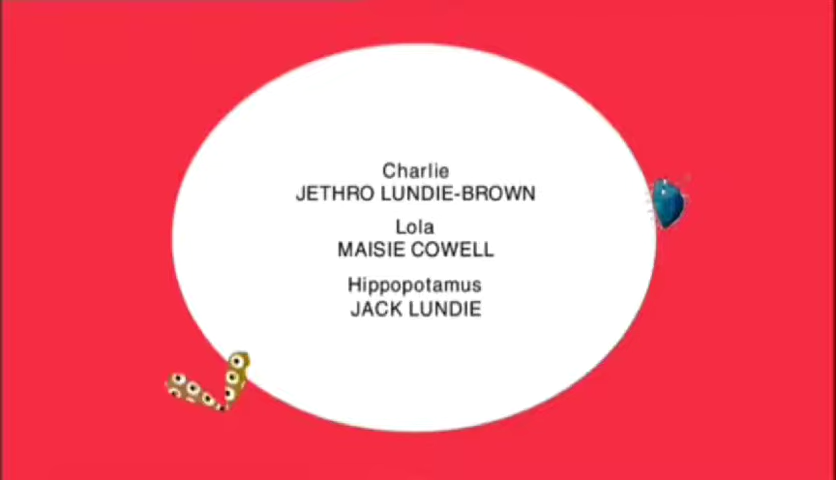 Charlie
JETHRO LUNDIE-BROWN
Lola
MAISIE COWELL
Hippopotamus
JACK LUNDIE